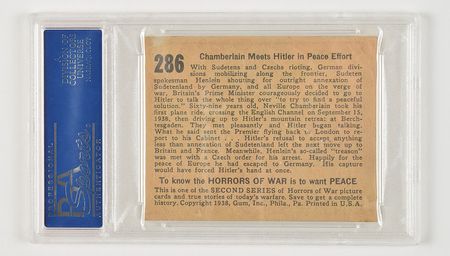 286
Chamberlain Meets Hitler in Peace Effort
With Sudetens and Czechs rioting, German divi-
sions mobilizing along the frontier, Sudeten
spokesman Henlein shouting for outright annexation of
Sudetenland by Germany, and all Europe on the verge of
war, Britain's Prime Minister courageously decided to go to
Hitler to talk the whole thing over "to try to find a peaceful
solution." Sixty-nine years old, Neville Chamberlain took his
first plane ride, crossing the English Channel on September 15,
1938, and driving up to Hitler's mountain retreat at Berch-
tesgaden. They met pleasantly and Hitler began talking.
What he said sent the Premier flying back to London to re-
port to his Cabinet . . Hitler's refusal to accept anything
less than annexation of Sudetenland left the next move up to
Britain and France. Meanwhile, Henlein's so-called "treason"
was met with a Czech order for his arrest. Happily for the
peace of Europe he had escaped to Germany. His capture
would have forced Hitler's hand at once.
To know the HORRORS OF WAR is to want PEACE
This is one of the SECOND SERIES of Horrors of War picture
cards and true stories of today's warfare. Save to get a complete
history. Copyright 1938, Gum, Inc., Phila., Pa. Printed in U.S.A.
PSA
PROFESSIONAL
SPORTS
AUTHENTICATOR